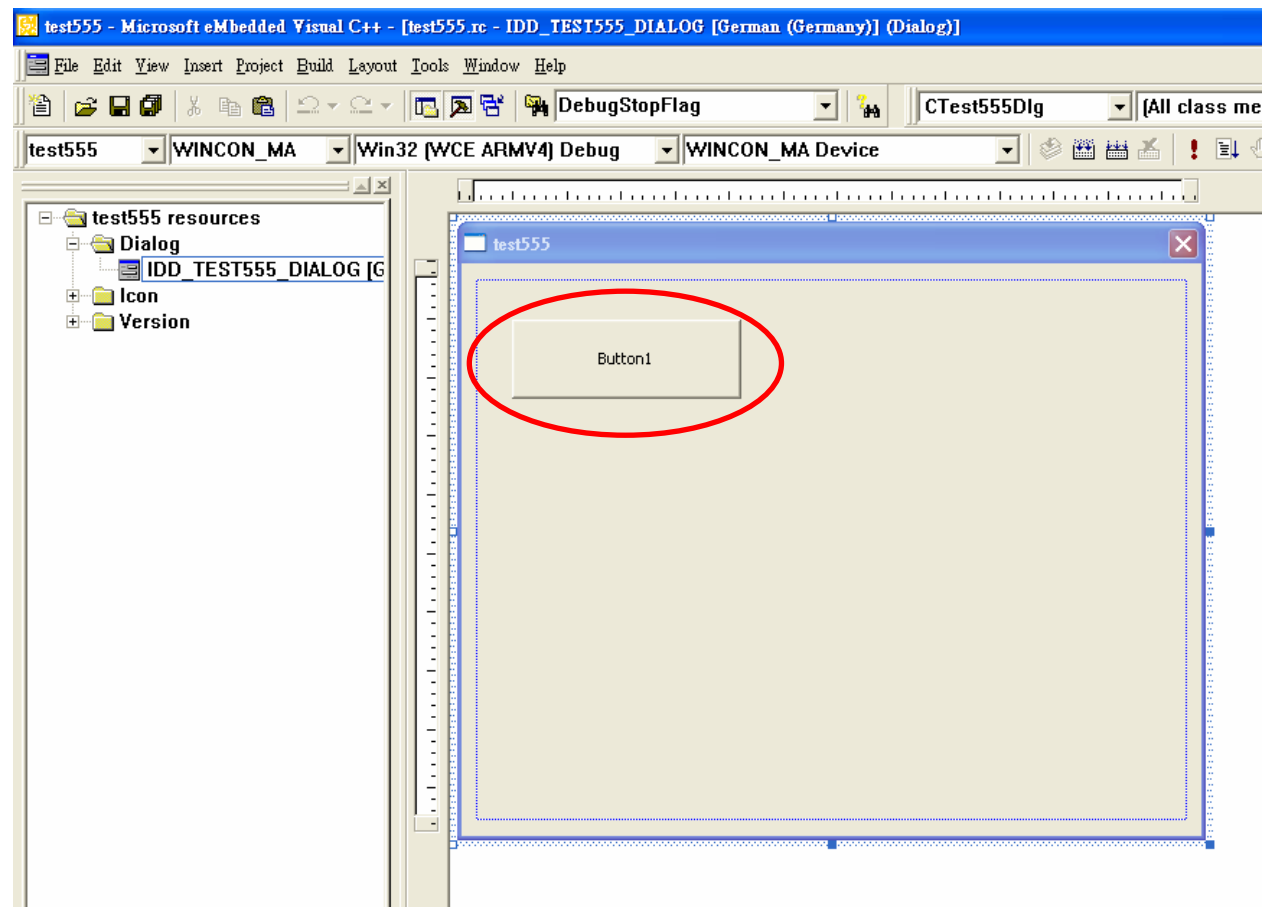 test555 - Microsoft eMbedded Visual C++ - [test555.rc - IDD_TEST555_DIALOG [German (Germany)] (Dialog)]
File Edit View Insert Project Build Layout Tools Window Help
DebugStopFlag CTest555Dlg (All class me
test555 WINCON_MA Win32 (WCE ARMV4) Debug WINCON_MA Device
test555 resources
Dialog
IDD_TEST555_DIALOG [G
Icon
Version
test555
Button1